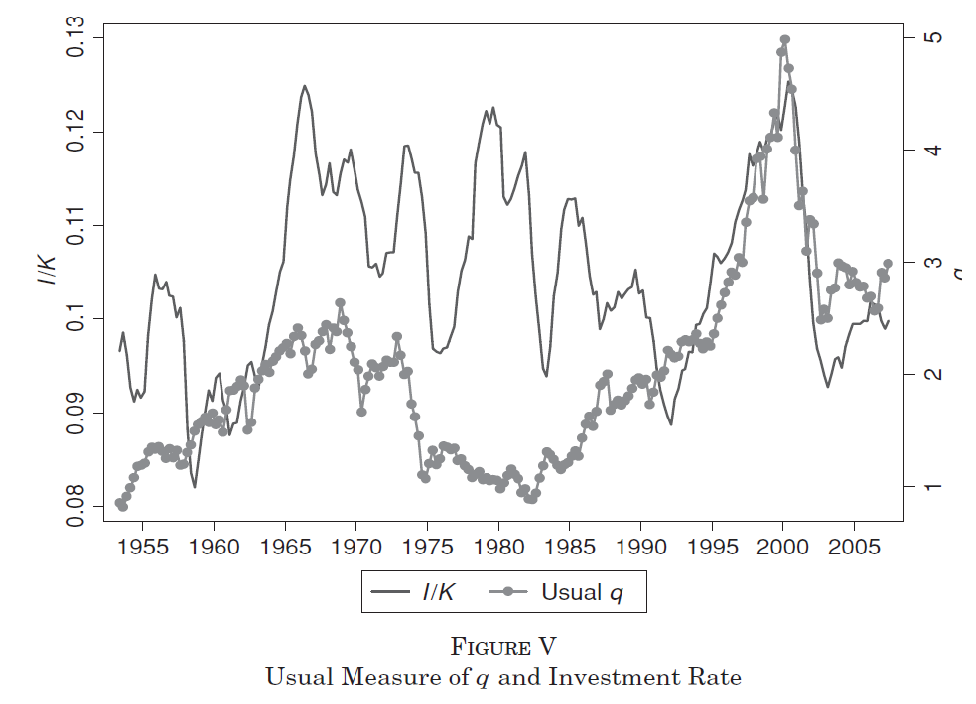 0.13
0.12
0.11
0.1
0.09
0.08
I/K
5
4
3
2
1
q
1955 1960 1965 1970 1975 1980 1985 1990 1995 2000 2005
I/K Usual q
FIGURE V
Usual Measure of q and Investment Rate